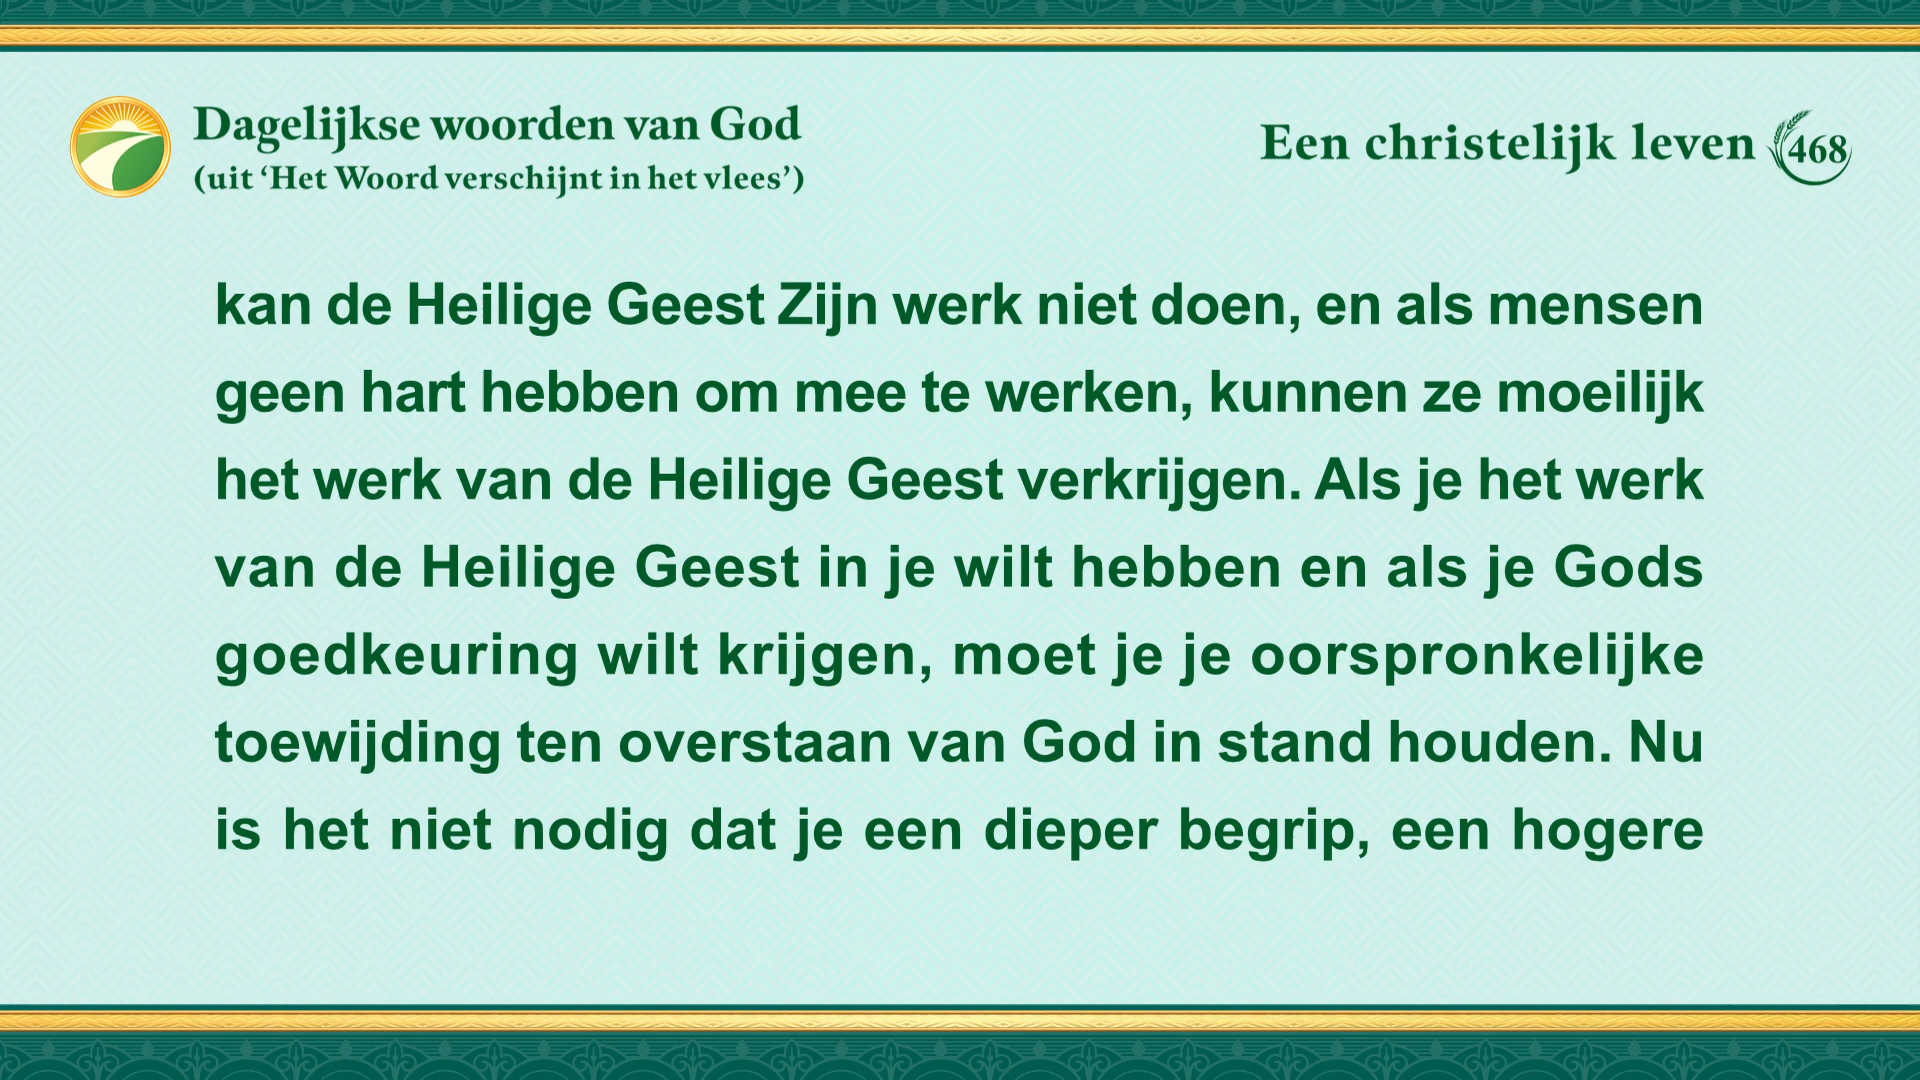 Dagelijkse woorden van God
(uit ‘Het Woord verschijnt in het vlees’)
Een christelijk leven 468
kan de Heilige Geest Zijn werk niet doen, en als mensen
geen hart hebben om mee te werken, kunnen ze moeilijk
het werk van de Heilige Geest verkrijgen. Als je het werk
van de Heilige Geest in je wilt hebben en als je Gods
goedkeuring wilt krijgen, moet je je oorspronkelijke
toewijding ten overstaan van God in stand houden. Nu
is het niet nodig dat je een dieper begrip, een hogere